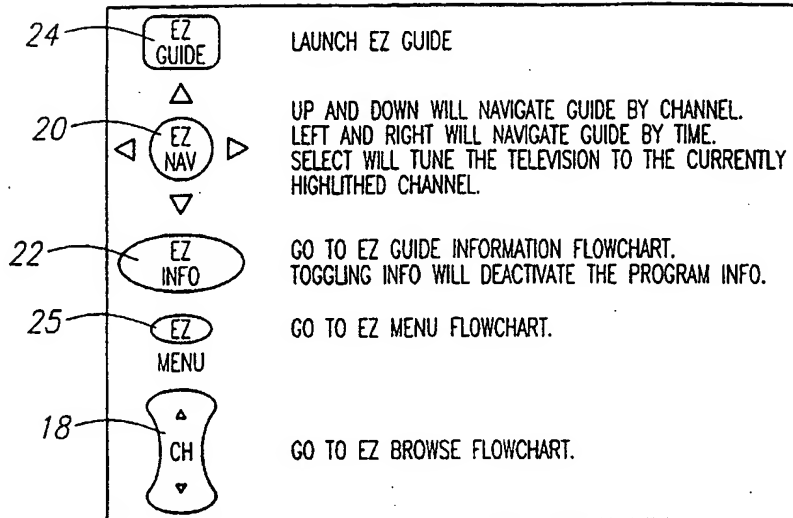 24
EZ
GUIDE
LAUNCH EZ GUIDE
20
EZ
NAV
UP AND DOWN WILL NAVIGATE GUIDE BY CHANNEL.
LEFT AND RIGHT WILL NAVIGATE GUIDE BY TIME.
SELECT WILL TUNE THE TELEVISION TO THE CURRENTLY
HIGHLITHED CHANNEL.
22
EZ
INFO
GO TO EZ GUIDE INFORMATION FLOWCHART.
TOGGLING INFO WILL DEACTIVATE THE PROGRAM INFO.
25
EZ
MENU
GO TO EZ MENU FLOWCHART.
18
CH
GO TO EZ BROWSE FLOWCHART.